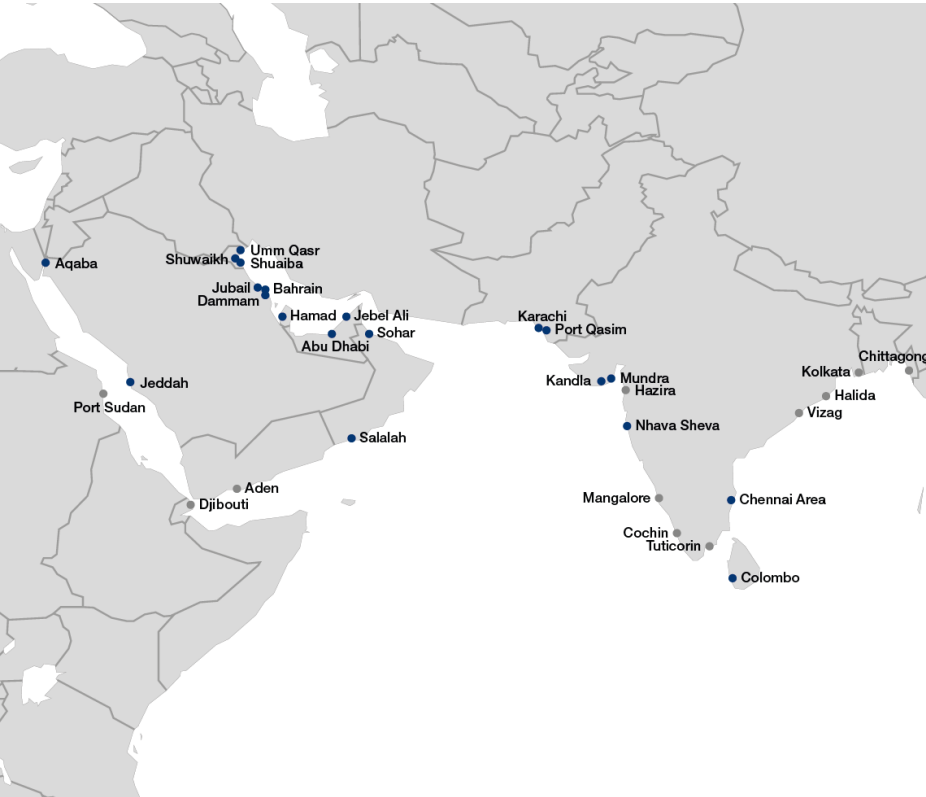 Umm Qasr
Shuwaikh
Shuaiba
Aqaba
Jubail
Bahrain
Dammam
Hamad
Jebel Ali
Karachi
Port Qasim
Sohar
Abu Dhabi
Chittagong
Kolkata
Jeddah
Kandla
Mundra
Hazira
Halida
Port Sudan
Vizag
Nhava Sheva
Salalah
Aden
Djibouti
Mangalore
Chennai Area
Cochin
Tuticorin
Colombo